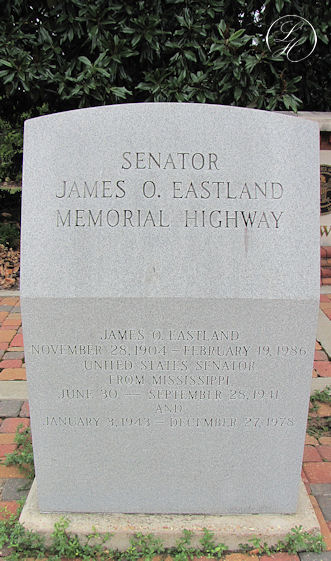 SENATOR
JAMES O. EASTLAND
MEMORIAL HIGHWAY
JAMES O. EASTLAND
NOVEMBER 28, 1904 — FEBRUARY 19, 1986
UNITED STATES SENATOR
FROM MISSISSIPPI
JUNE 30 — SEPTEMBER 28, 1941
AND
JANUARY 3, 1943 — DECEMBER 27, 1978